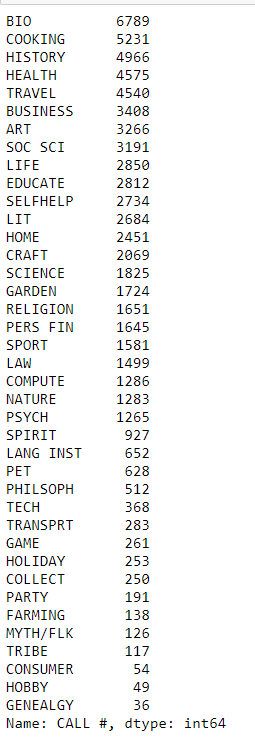 BIO 6789
COOKING 5231
HISTORY 4966
HEALTH 4575
TRAVEL 4540
BUSINESS 3408
ART 3266
SOC SCI 3191
LIFE 2850
EDUCATE 2812
SELFHELP 2734
LIT 2684
HOME 2451
CRAFT 2069
SCIENCE 1825
GARDEN 1724
RELIGION 1651
PERS FIN 1645
SPORT 1581
LAW 1499
COMPUTE 1286
NATURE 1283
PSYCH 1265
SPIRIT 927
LANG INST 652
PET 628
PHILSOPH 512
TECH 368
TRANSPRT 283
GAME 261
HOLIDAY 253
COLLECT 250
PARTY 191
FARMING 138
MYTH/FLK 126
TRIBE 117
CONSUMER 54
HOBBY 49
GENEALGY 36
Name: CALL #, dtype: int64